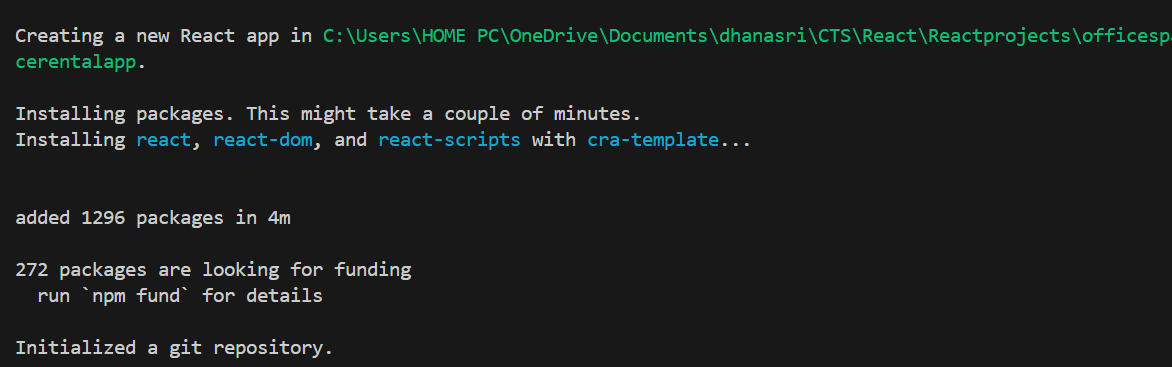 Creating a new React app in C:\Users\HOME PC\OneDrive\Documents\dhanasri\CTS\React\Reactprojects\officespa
cerentalapp.
Installing packages. This might take a couple of minutes.
Installing react, react-dom, and react-scripts with cra-template...
added 1296 packages in 4m
272 packages are looking for funding
  run `npm fund` for details
Initialized a git repository.